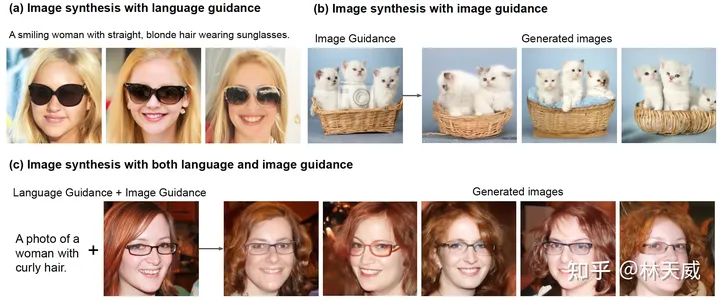 (a) Image synthesis with language guidance
A smiling woman with straight, blonde hair wearing sunglasses.
(b) Image synthesis with image guidance
Image Guidance
Generated images
(c) Image synthesis with both language and image guidance
Language Guidance + Image Guidance
Generated images
A photo of a
woman with
curly hair.
+
知乎 @林天威